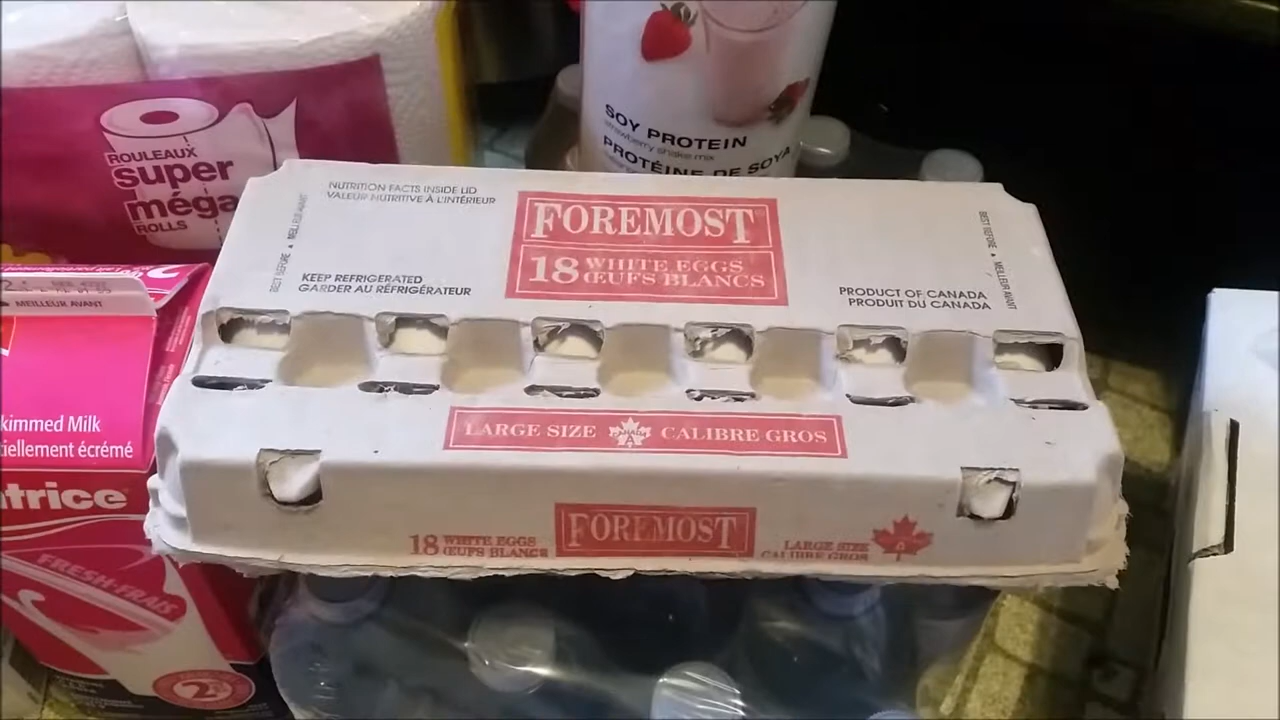 ROULEAUX
super
méga
ROLLS
SOY PROTEIN
strawberry shake mix
PROTÉINE DE SOYA
NUTRITION FACTS INSIDE LID
VALEUR NUTRITIVE À L'INTÉRIEUR
BEST BEFORE ▲ MEILLEUR AVANT
KEEP REFRIGERATED
GARDER AU RÉFRIGÉRATEUR
FOREMOST
18 WHITE EGGS
ŒUFS BLANCS
BEST BEFORE ▲ MEILLEUR AVANT
PRODUCT OF CANADA
PRODUIT DU CANADA
LARGE SIZE CANADA A CALIBRE GROS
18 WHITE EGGS
ŒUFS BLANCS
FOREMOST
LARGE SIZE
CALIBRE GROS
MEILLEUR AVANT
kimmed Milk
tiellement écrémé
atrice
FRESH-FRAIS
2%